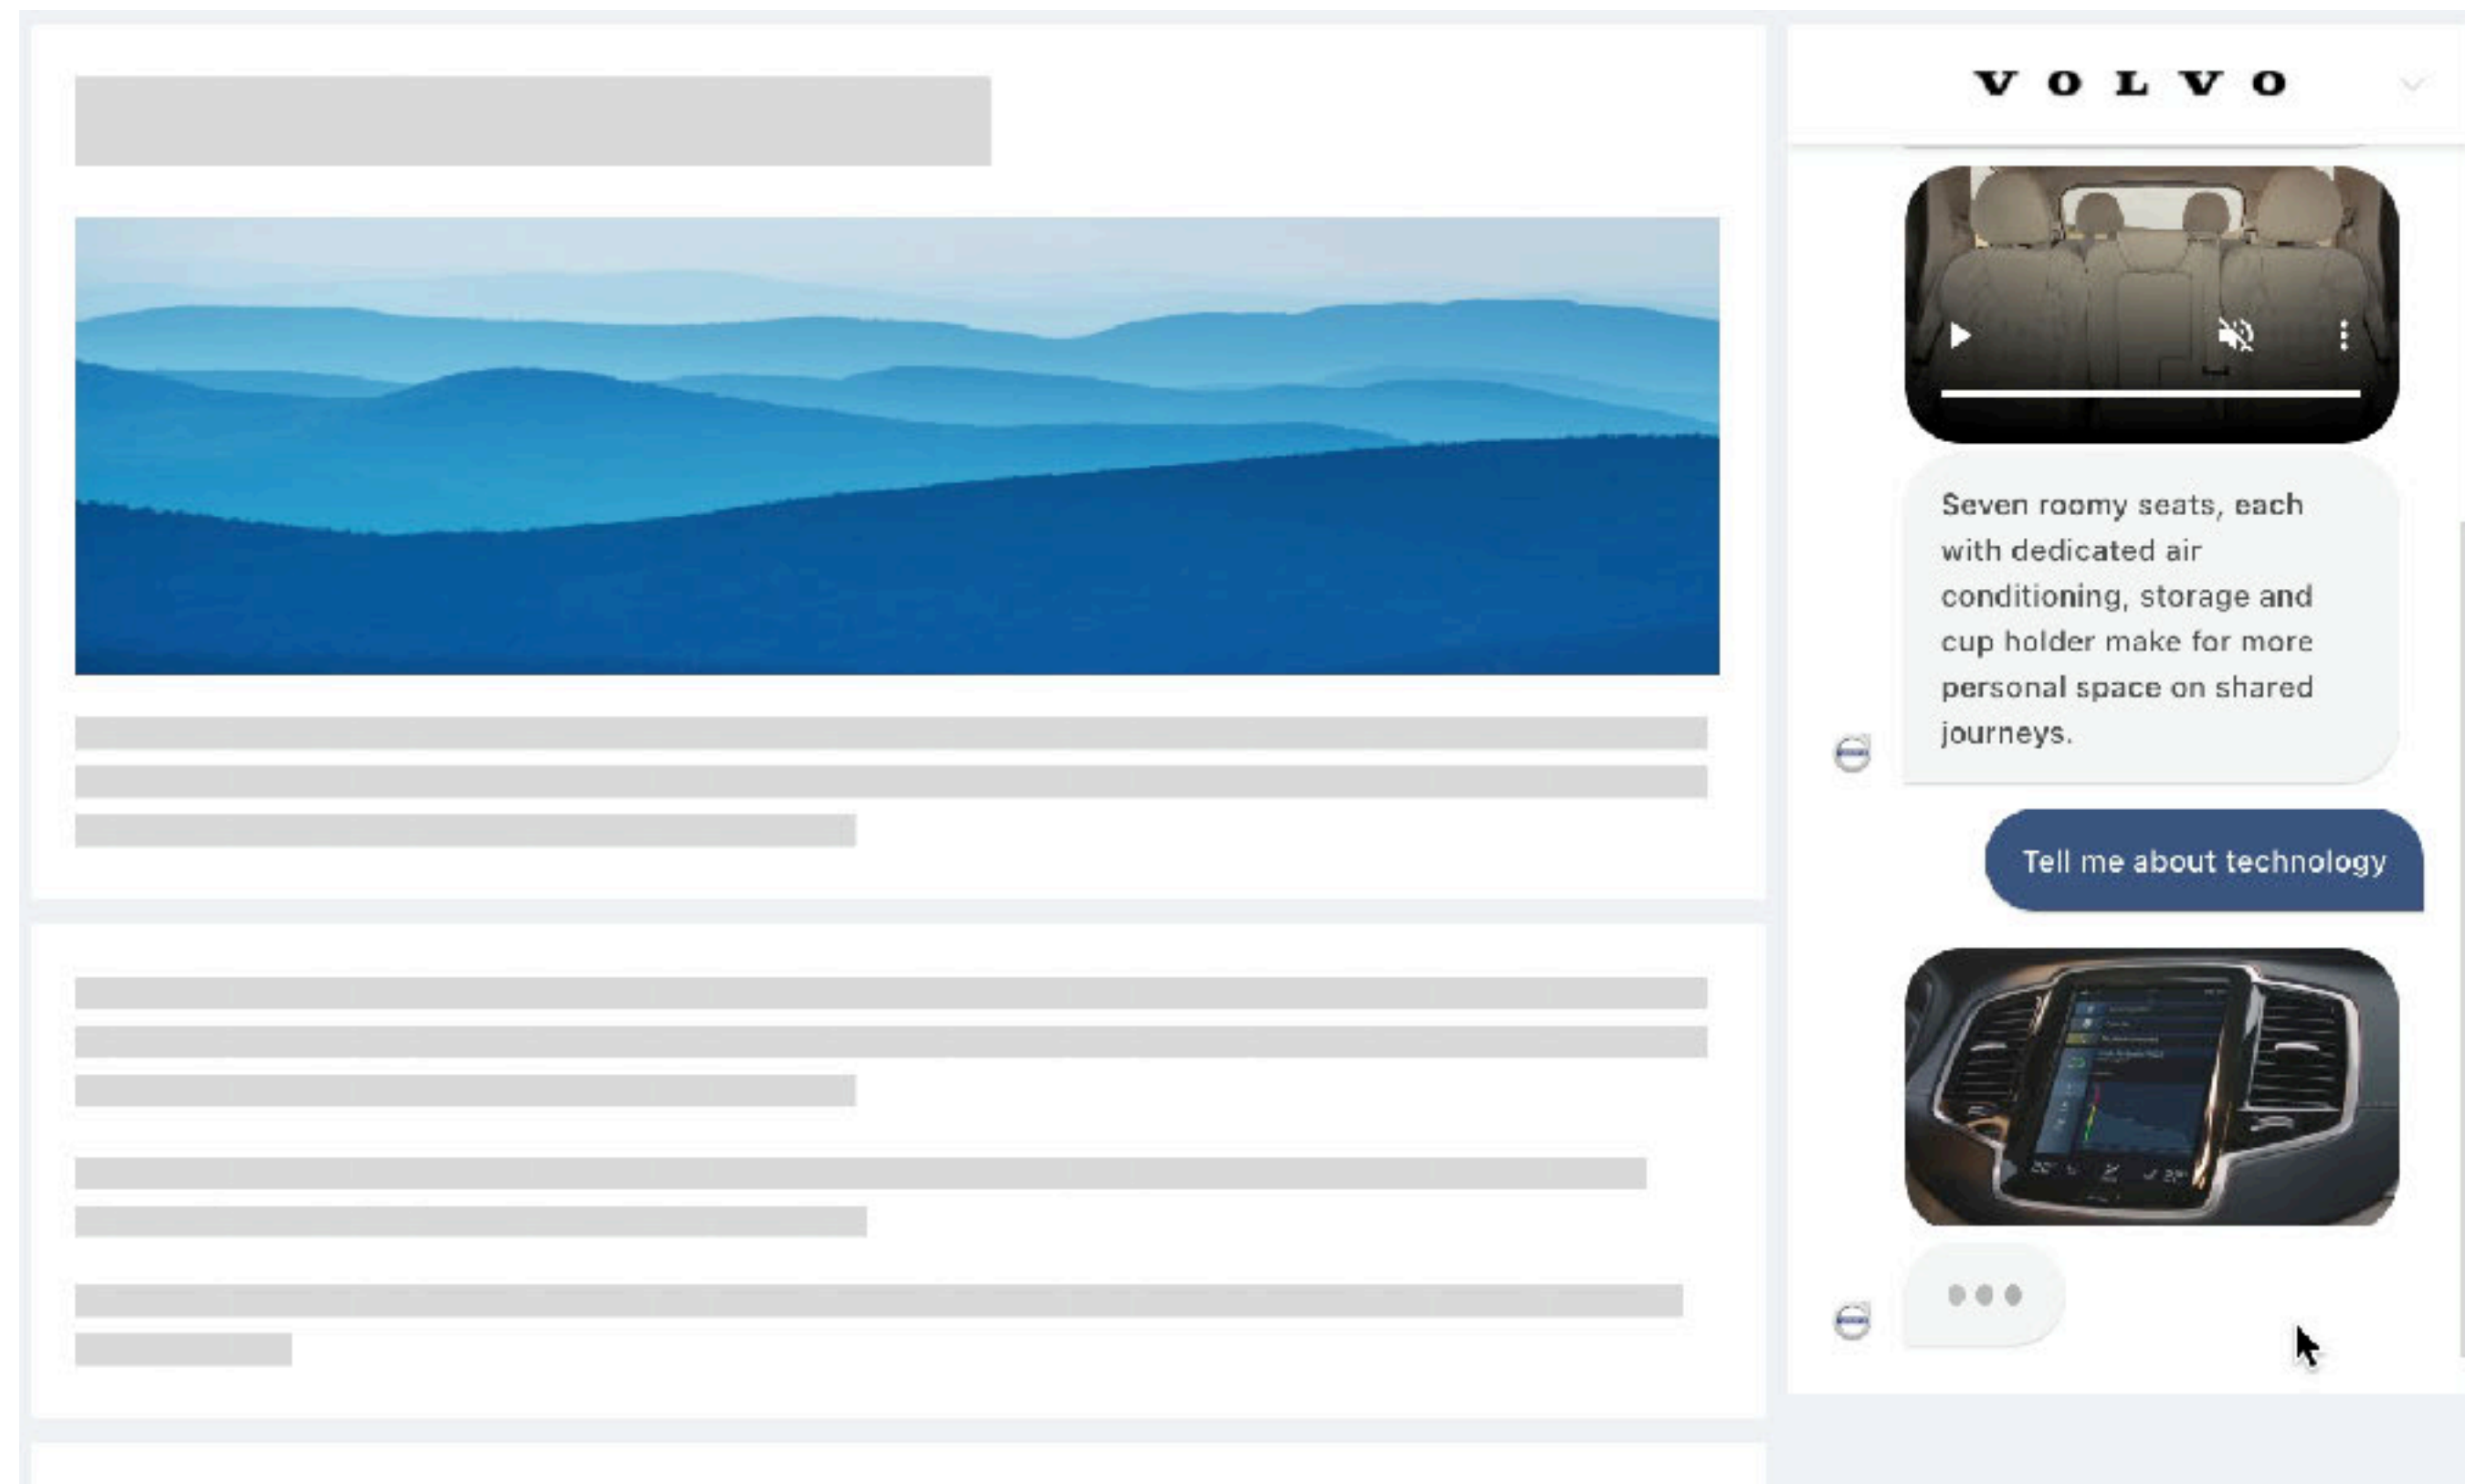 VOLVO
Seven roomy seats, each
with dedicated air
conditioning, storage and
cup holder make for more
personal space on shared
journeys.
Tell me about technology